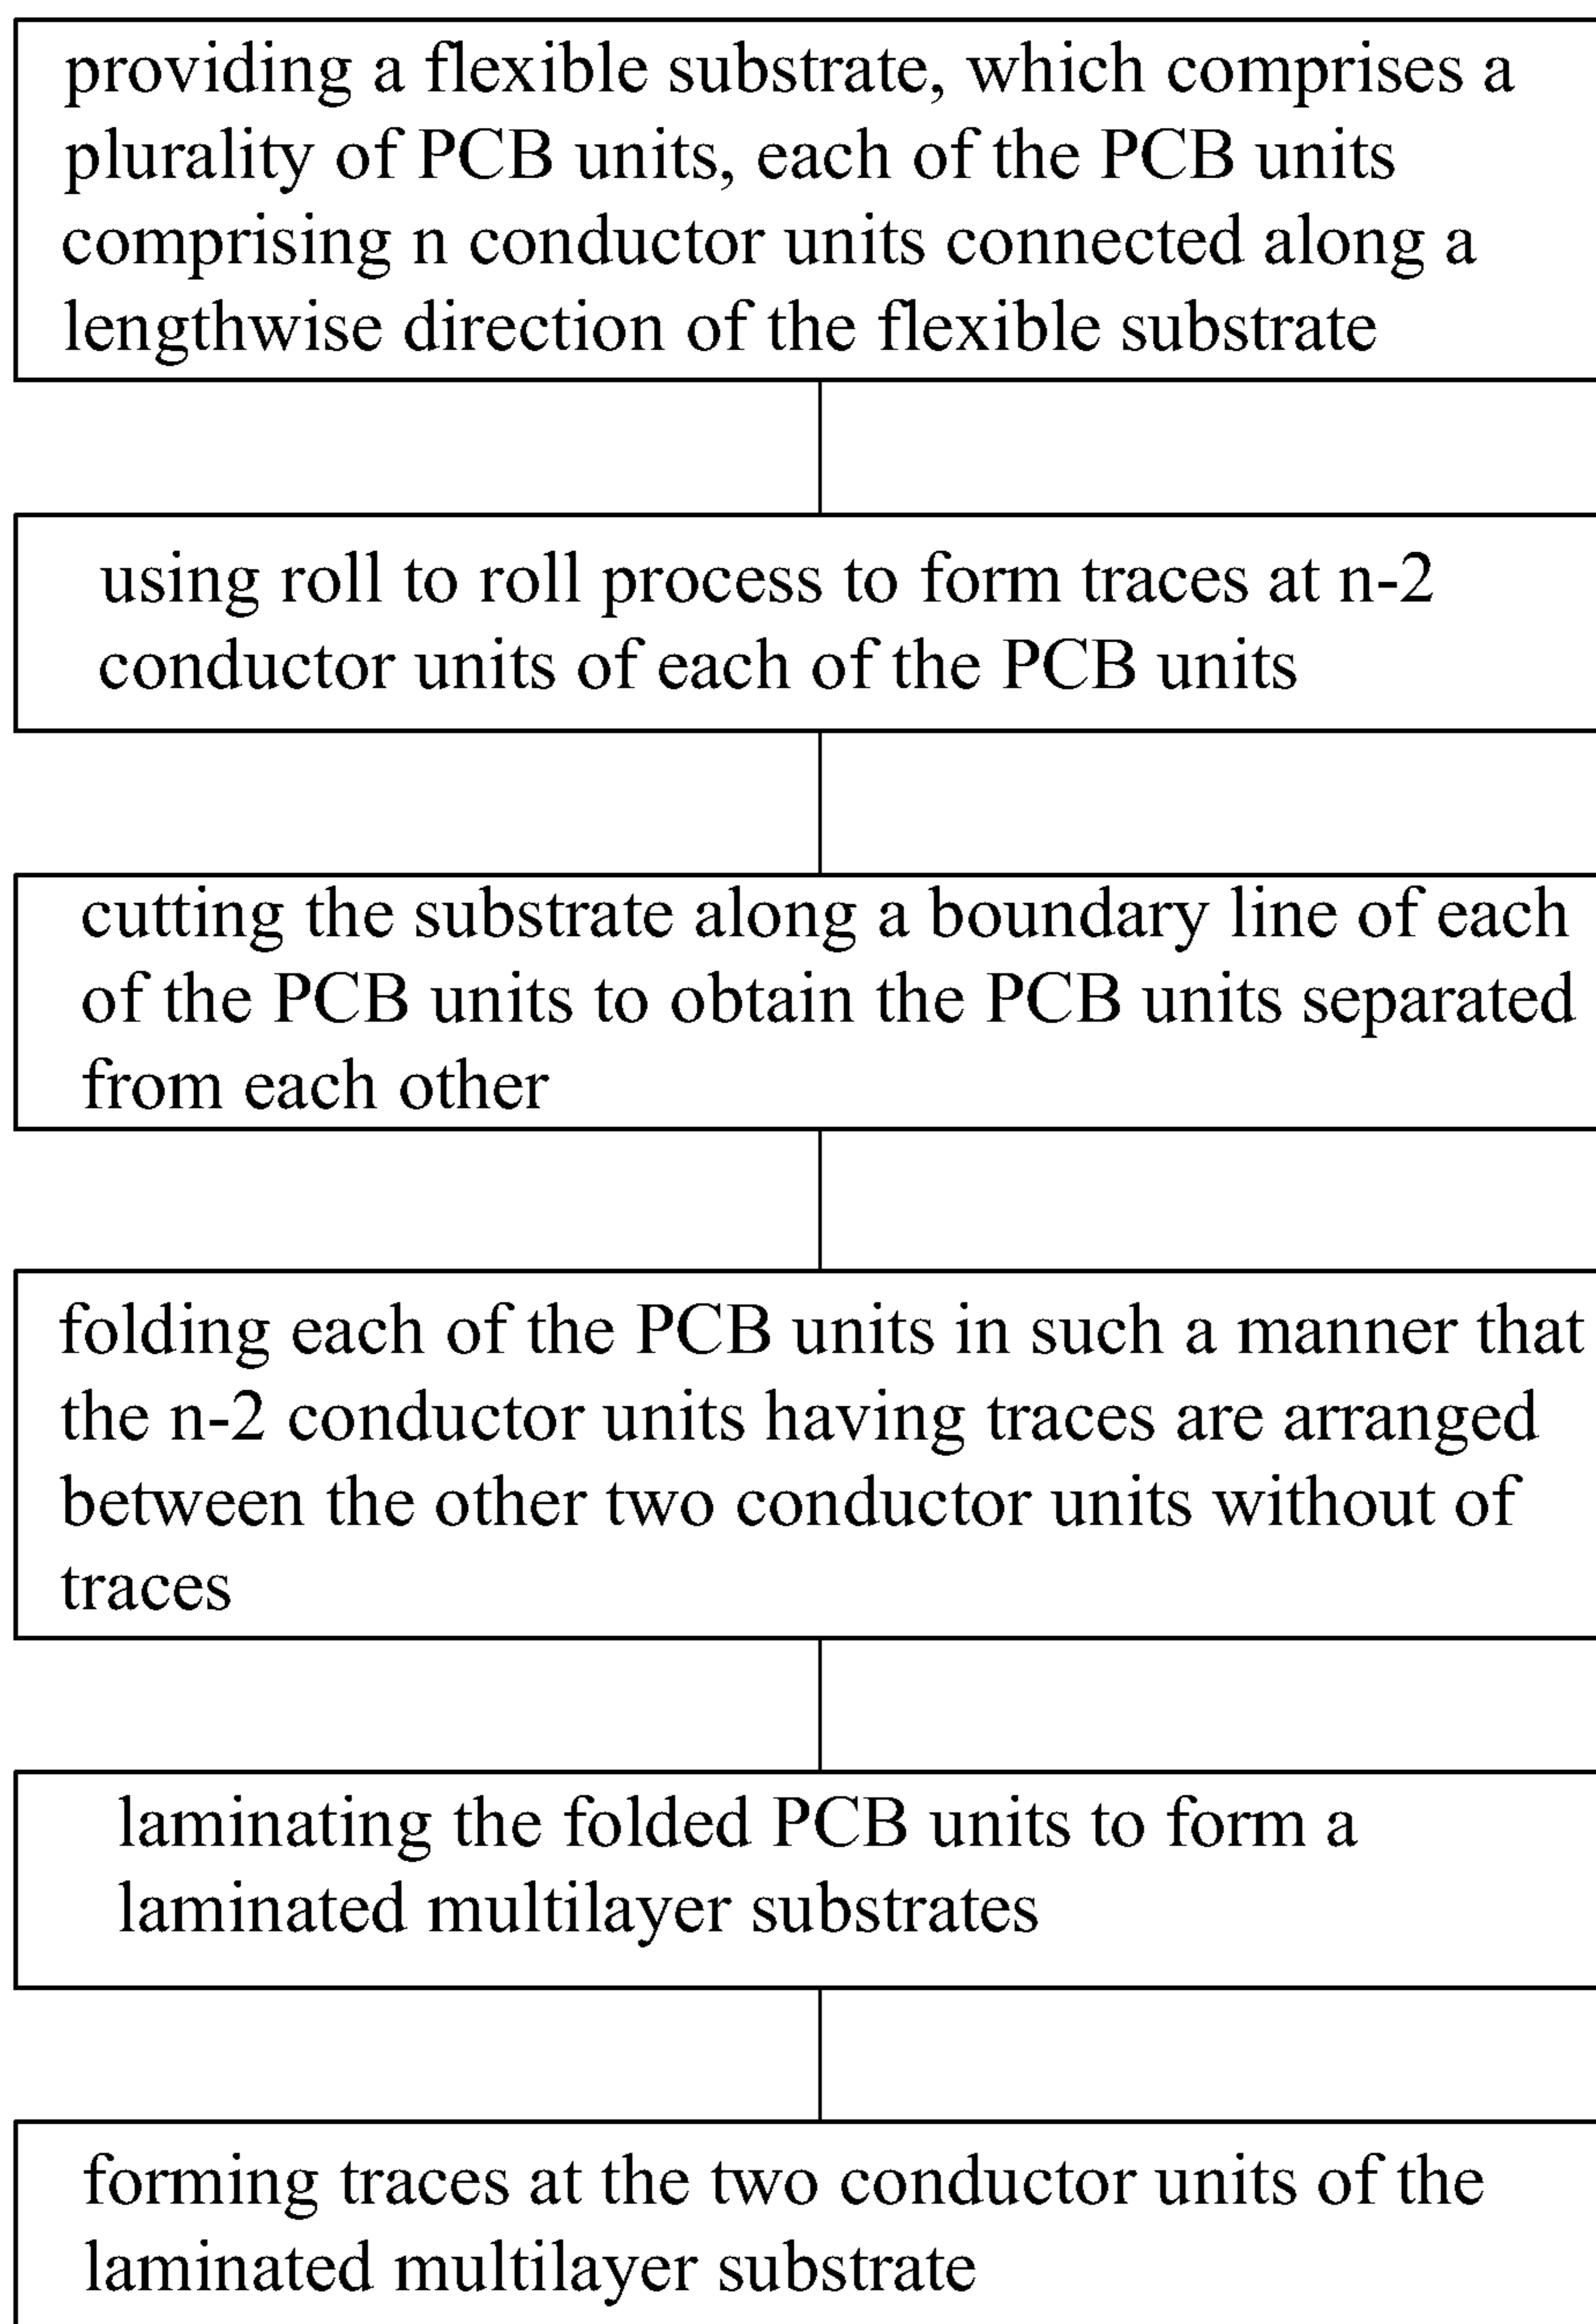 providing a flexible substrate, which comprises a
plurality of PCB units, each of the PCB units
comprising n conductor units connected along a
lengthwise direction of the flexible substrate
using roll to roll process to form traces at n-2
conductor units of each of the PCB units
cutting the substrate along a boundary line of each
of the PCB units to obtain the PCB units separated
from each other
folding each of the PCB units in such a manner that
the n-2 conductor units having traces are arranged
between the other two conductor units without of
traces
laminating the folded PCB units to form a
laminated multilayer substrates
forming traces at the two conductor units of the
laminated multilayer substrate